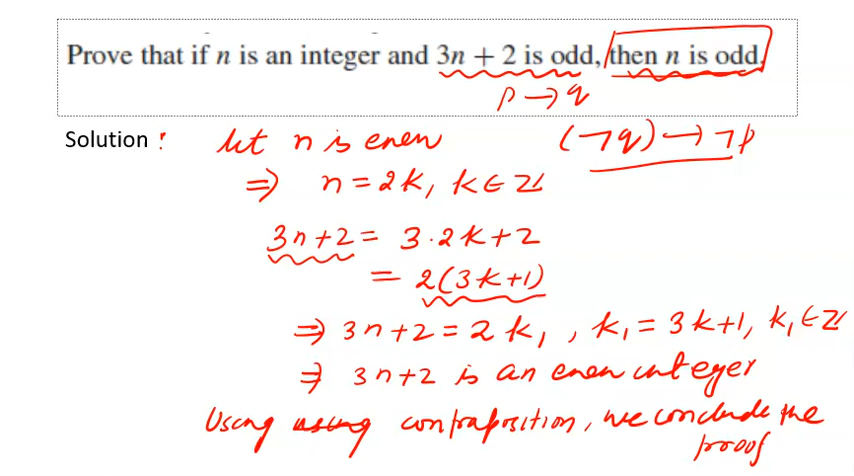 Prove that if n is an integer and 3n + 2 is odd, then n is odd.
p → q
Solution :
let n is even
(¬q) → ¬p
⇒ n = 2k, k ∈ ℤ
3n+2 = 3·2k+2
= 2(3k+1)
⇒ 3n+2 = 2k₁, k₁ = 3k+1, k₁ ∈ ℤ
⇒ 3n+2 is an even integer
Using using contraposition, we conclude the
proof